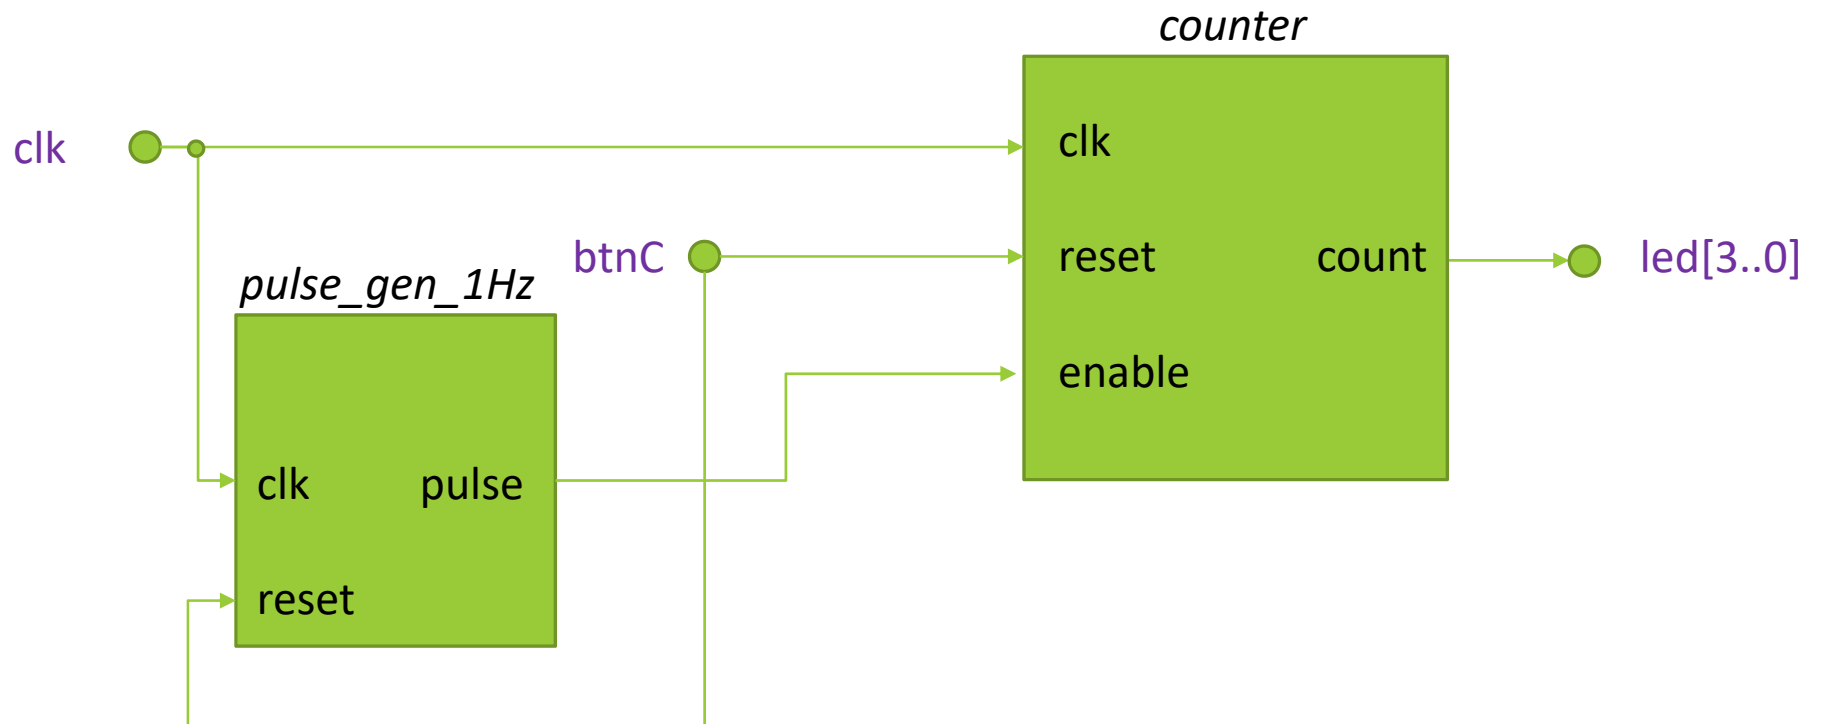 counter
clk
clk
btnC
reset
count
led[3..0]
pulse_gen_1Hz
enable
clk
pulse
reset